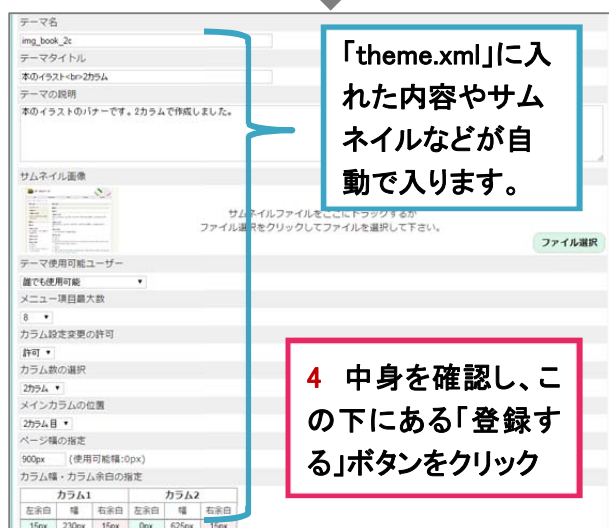 テーマ名
img_book_2c
テーマタイトル
本のイラスト<br>2カラム
テーマの説明
本のイラストのバナーです。2カラムで作成しました。
「theme.xml」に入
れた内容やサム
ネイルなどが自
動で入ります。
サムネイル画像
サムネイルファイルをここにドラッグするか
ファイル選択をクリックしてファイルを選択して下さい。
ファイル選択
テーマ使用可能ユーザー
誰でも使用可能
メニュー項目最大数
8
カラム設定変更の許可
許可
カラム数の選択
2カラム
メインカラムの位置
2カラム目
ページ幅の指定
900px (使用可能幅:0px)
カラム幅・カラム余白の指定
カラム1 カラム2
左余白 幅 右余白 左余白 幅 右余白
15px 230px 15px 0px 625px 15px
4 中身を確認し、こ
の下にある「登録す
る」ボタンをクリック